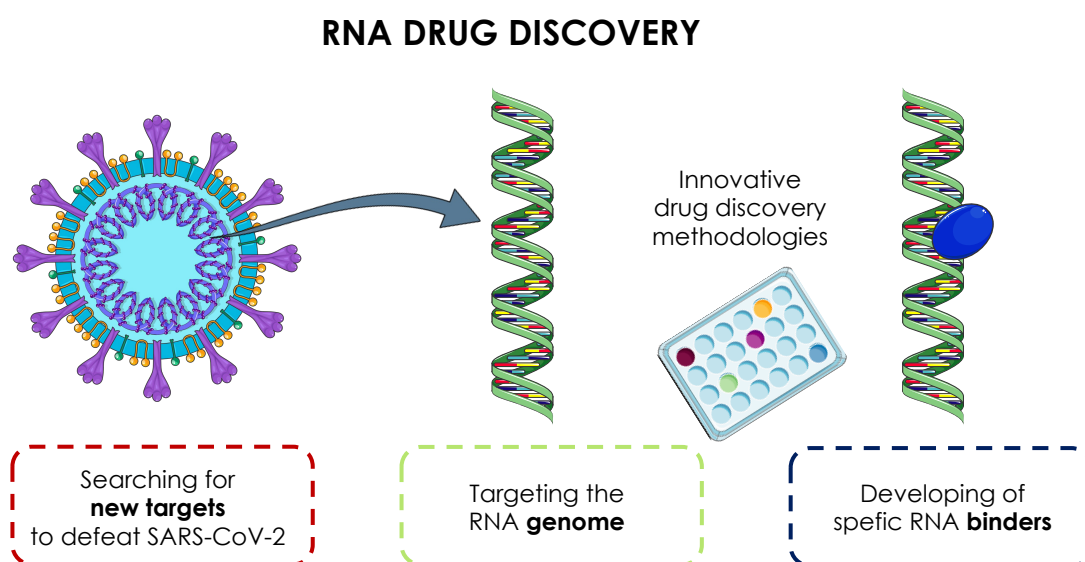 RNA DRUG DISCOVERY
Innovative
drug discovery
methodologies
Searching for
new targets
to defeat SARS-CoV-2
Targeting the
RNA genome
Developing of
spefic RNA binders